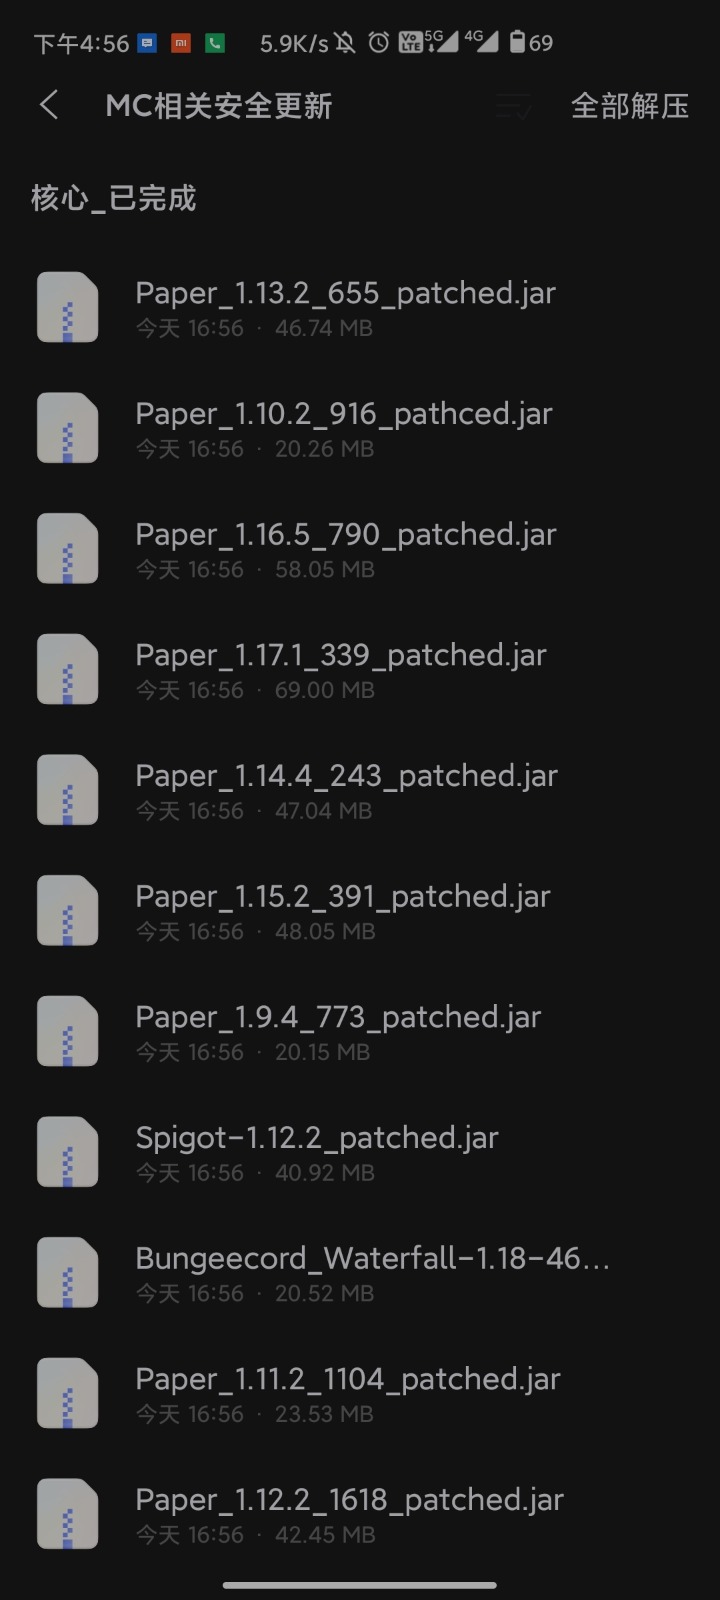 下午4:56 5.9K/s VoLTE 5G 4G 69
MC相关安全更新 全部解压
核心_已完成
Paper_1.13.2_655_patched.jar
今天 16:56 · 46.74 MB
Paper_1.10.2_916_pathced.jar
今天 16:56 · 20.26 MB
Paper_1.16.5_790_patched.jar
今天 16:56 · 58.05 MB
Paper_1.17.1_339_patched.jar
今天 16:56 · 69.00 MB
Paper_1.14.4_243_patched.jar
今天 16:56 · 47.04 MB
Paper_1.15.2_391_patched.jar
今天 16:56 · 48.05 MB
Paper_1.9.4_773_patched.jar
今天 16:56 · 20.15 MB
Spigot-1.12.2_patched.jar
今天 16:56 · 40.92 MB
Bungeecord_Waterfall-1.18-46...
今天 16:56 · 20.52 MB
Paper_1.11.2_1104_patched.jar
今天 16:56 · 23.53 MB
Paper_1.12.2_1618_patched.jar
今天 16:56 · 42.45 MB